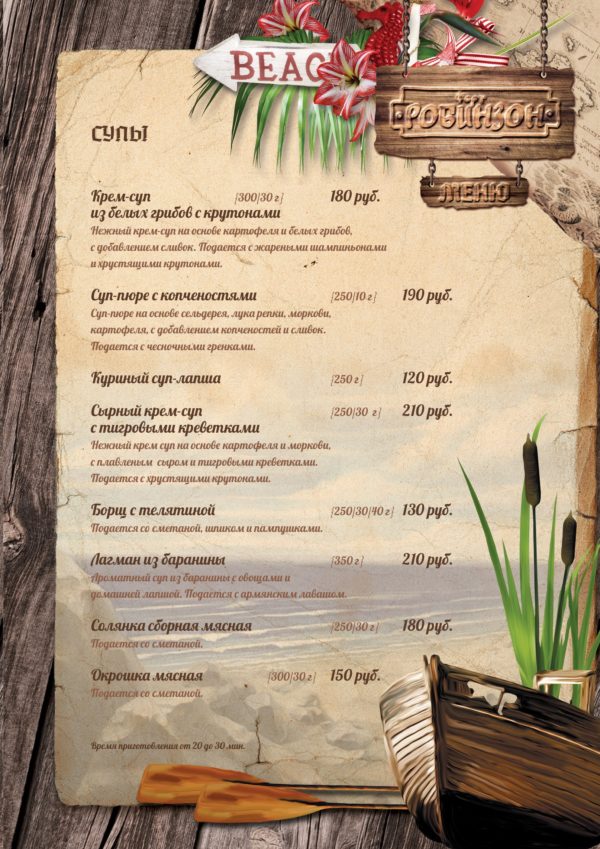 BEAC
РОВИНЗОН
МЕНЮ
СУПЫ
Крем-суп [300/30 г] 180 руб.
из белых грибов с крутонами
Нежный крем-суп на основе картофеля и белых грибов,
с добавлением сливок. Подается с жареными шампиньонами
и хрустящими крутонами.
Суп-пюре с копченостями [250/10 г] 190 руб.
Суп-пюре на основе сельдерея, лука репки, моркови,
картофеля, с добавлением копченостей и сливок.
Подается с чесночными гренками.
Куриный суп-лапша [250 г] 120 руб.
Сырный крем-суп [250/30 г] 210 руб.
с тигровыми креветками
Нежный крем суп на основе картофеля и моркови,
с плавленым сыром и тигровыми креветками.
Подается с хрустящими крутонами.
Борщ с телятиной [250/30/40 г] 130 руб.
Подается со сметаной, шпиком и пампушками.
Лагман из баранины [350 г] 210 руб.
Ароматный суп из баранины с овощами и
домашней лапшой. Подается с армянским лавашом.
Солянка сборная мясная [250/30 г] 180 руб.
Подается со сметаной.
Окрошка мясная [300/30 г] 150 руб.
Подается со сметаной.
Время приготовления от 20 до 30 мин.